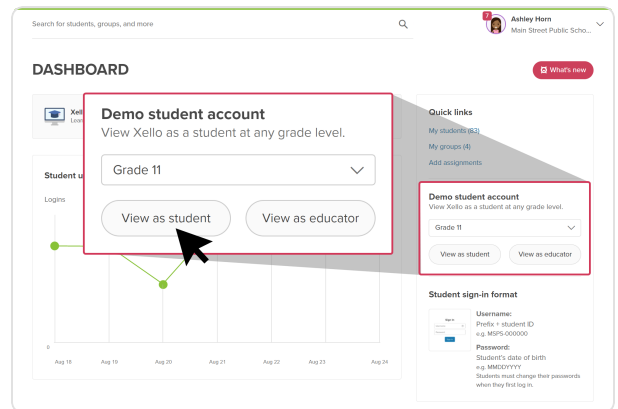 Search for students, groups, and more
7
Ashley Horn
Main Street Public Scho...
DASHBOARD
What's new
Xell
Demo student account
View Xello as a student at any grade level.
Grade 11
View as student
View as educator
Student u
Logins
0
Aug 18
Aug 19
Aug 20
Aug 21
Aug 22
Aug 23
Aug 24
Quick links
My students (83)
My groups (4)
Add assignments
Demo student account
View Xello as a student at any grade level.
Grade 11
View as student
View as educator
Student sign-in format
Sign in
Username:
Prefix + student ID
e.g, MSPS-000000
Password:
Student's date of birth
e.g. MMDDYYYY
Students must change their passwords
when they first log in.